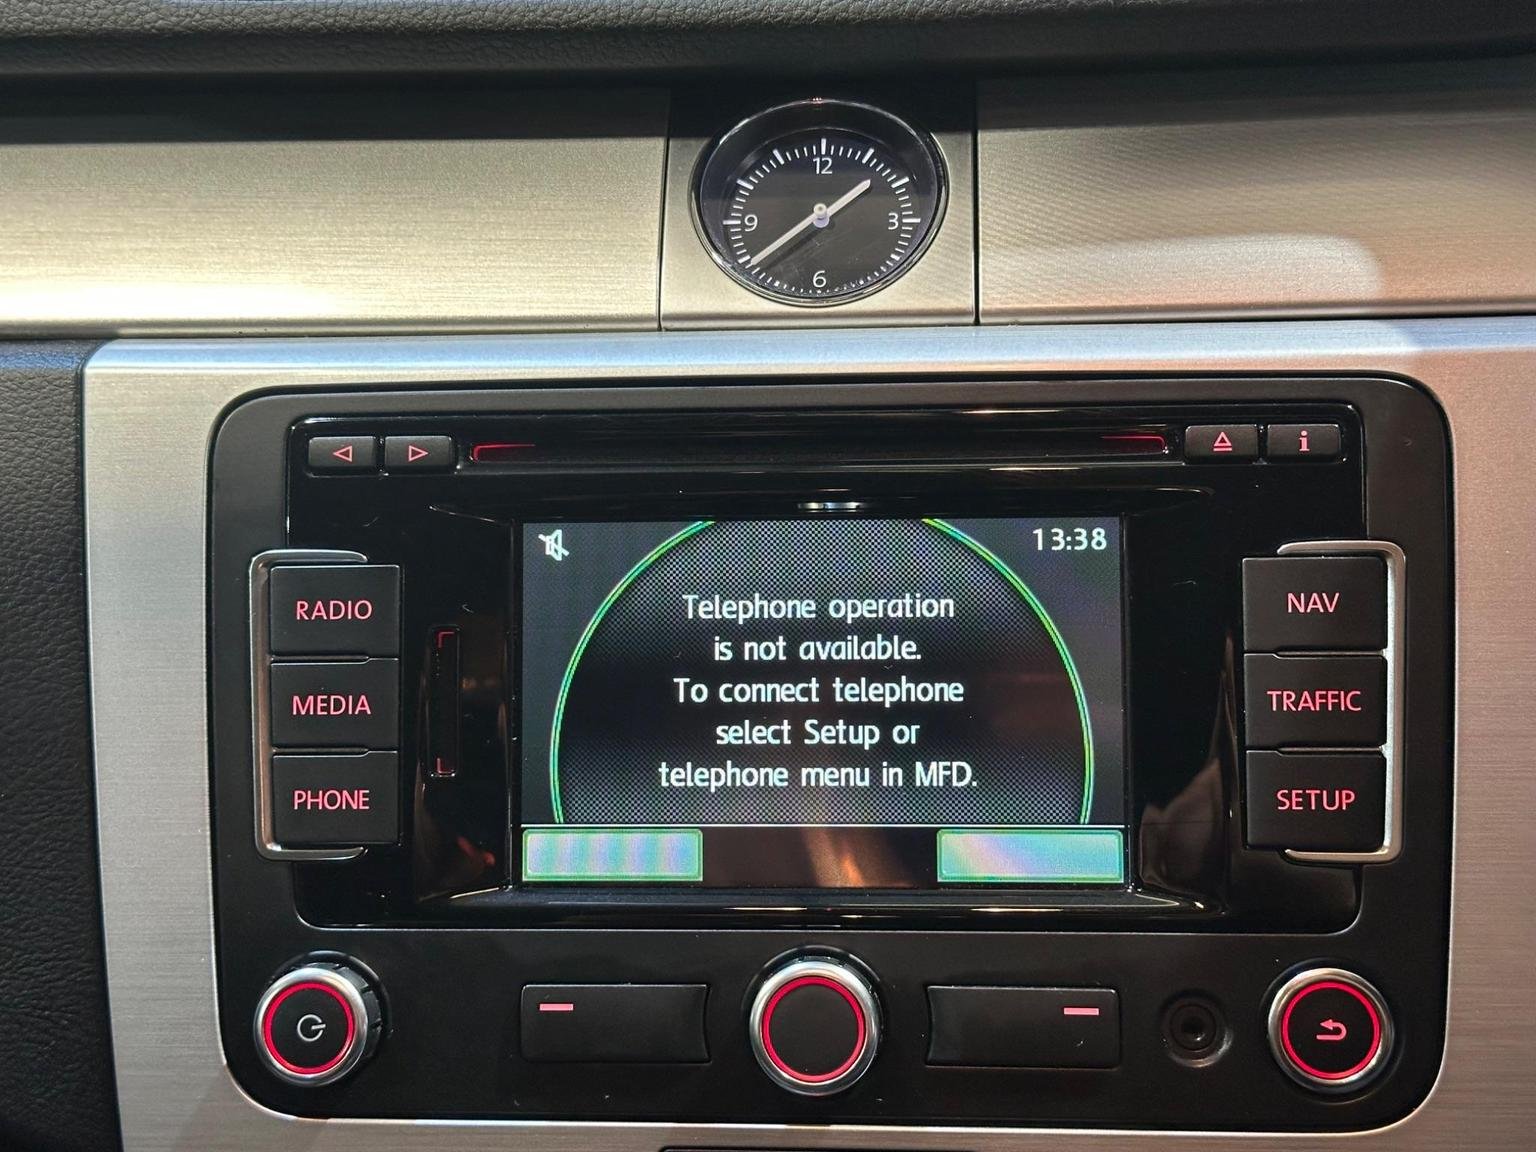 12
9
3
6
i
13:38
RADIO
MEDIA
PHONE
Telephone operation
is not available.
To connect telephone
select Setup or
telephone menu in MFD.
NAV
TRAFFIC
SETUP